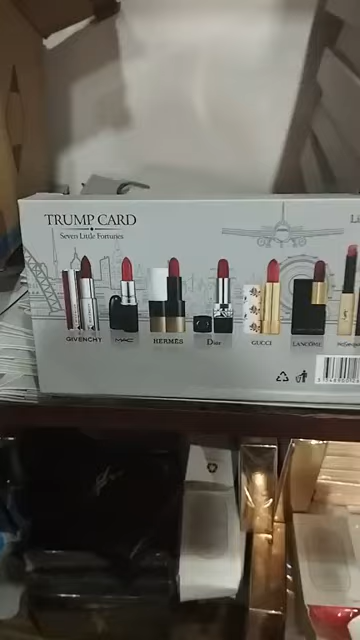 TRUMP CARD
Seven Little Fortunes
GIVENCHY
MAC
HERMÈS
Dior
GUCCI
LANCÔME